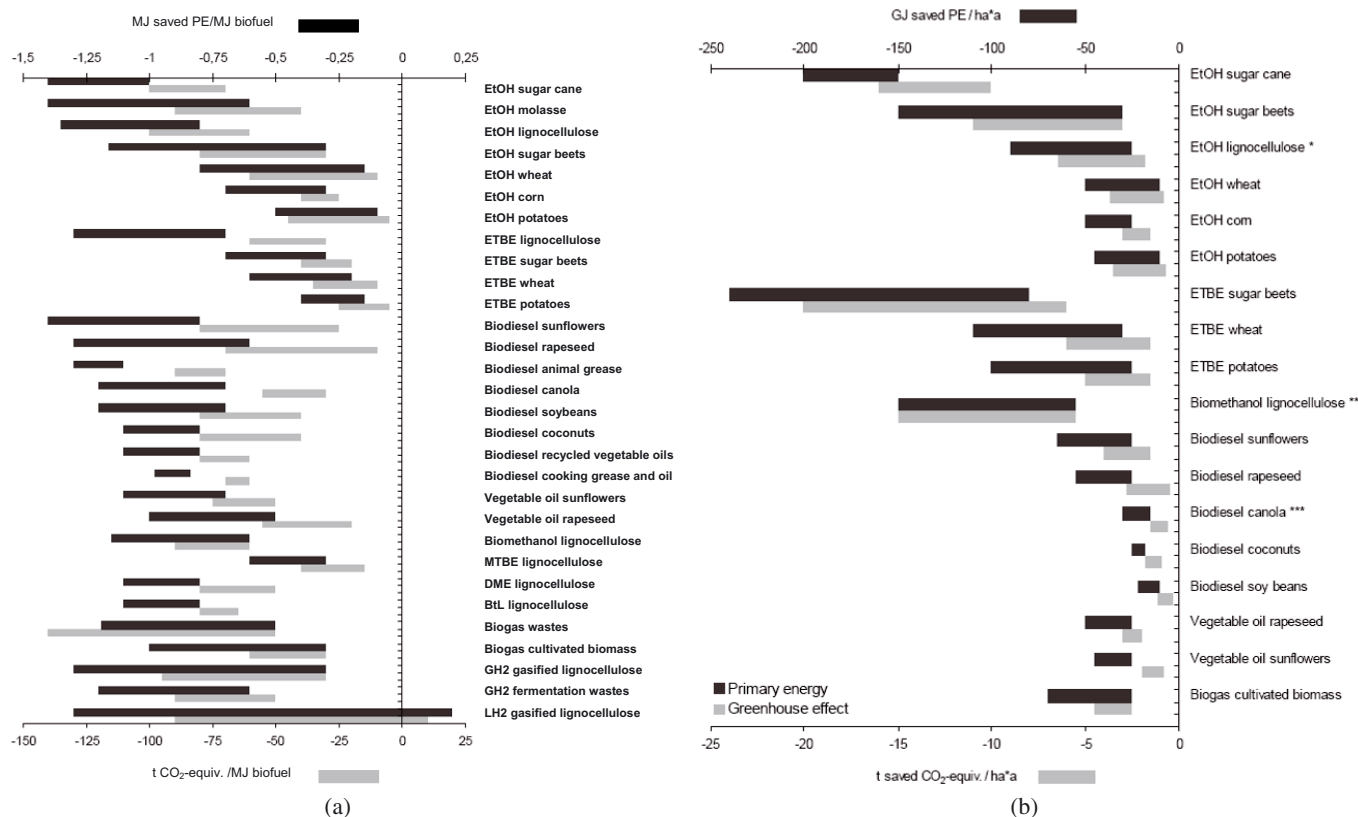 MJ saved PE/MJ biofuel
-1,5 -1,25 -1 -0,75 -0,5 -0,25 0 0,25
EtOH sugar cane
EtOH molasse
EtOH lignocellulose
EtOH sugar beets
EtOH wheat
EtOH corn
EtOH potatoes
ETBE lignocellulose
ETBE sugar beets
ETBE wheat
ETBE potatoes
Biodiesel sunflowers
Biodiesel rapeseed
Biodiesel animal grease
Biodiesel canola
Biodiesel soybeans
Biodiesel coconuts
Biodiesel recycled vegetable oils
Biodiesel cooking grease and oil
Vegetable oil sunflowers
Vegetable oil rapeseed
Biomethanol lignocellulose
MTBE lignocellulose
DME lignocellulose
BtL lignocellulose
Biogas wastes
Biogas cultivated biomass
GH2 gasified lignocellulose
GH2 fermentation wastes
LH2 gasified lignocellulose
-150 -125 -100 -75 -50 -25 0 25
t CO₂-equiv. /MJ biofuel
(a)
GJ saved PE / ha*a
-250 -200 -150 -100 -50 0
EtOH sugar cane
EtOH sugar beets
EtOH lignocellulose *
EtOH wheat
EtOH corn
EtOH potatoes
ETBE sugar beets
ETBE wheat
ETBE potatoes
Biomethanol lignocellulose **
Biodiesel sunflowers
Biodiesel rapeseed
Biodiesel canola ***
Biodiesel coconuts
Biodiesel soy beans
Vegetable oil rapeseed
Vegetable oil sunflowers
Biogas cultivated biomass
Primary energy
Greenhouse effect
-25 -20 -15 -10 -5 0
t saved CO₂-equiv. / ha*a
(b)